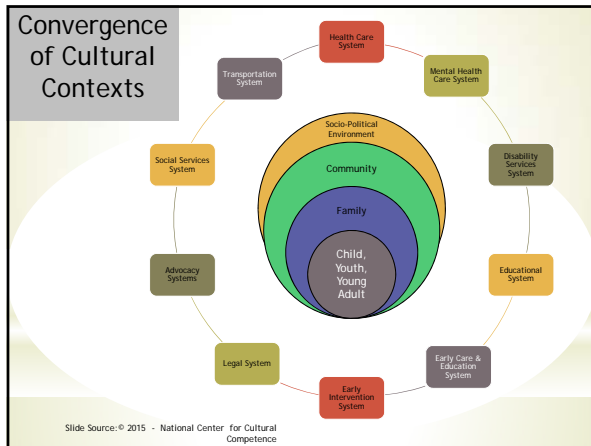 Convergence
of Cultural
Contexts
Health Care
System
Transportation
System
Mental Health
Care System
Socio-Political
Environment
Social Services
System
Community
Disability
Services
System
Family
Child,
Youth,
Young
Adult
Advocacy
Systems
Educational
System
Legal System
Early Care &
Education
System
Early
Intervention
System
Slide Source:© 2015 - National Center for Cultural
Competence